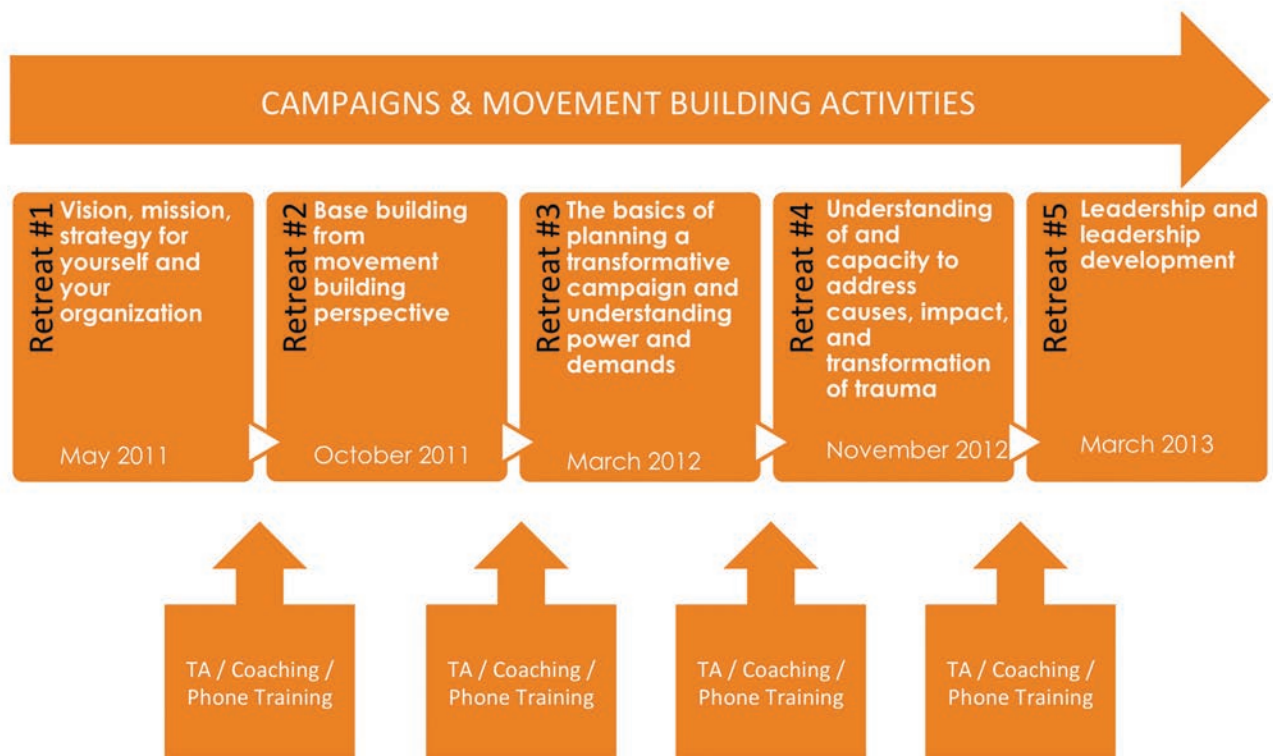 CAMPAIGNS & MOVEMENT BUILDING ACTIVITIES
Retreat #1
Vision, mission,
strategy for
yourself and
your
organization
May 2011
Retreat #2
Base building
from
movement
building
perspective
October 2011
Retreat #3
The basics of
planning a
transformative
campaign and
understanding
power and
demands
March 2012
Retreat #4
Understanding
of and
capacity to
address
causes, impact,
and
transformation
of trauma
November 2012
Retreat #5
Leadership and
leadership
development
March 2013
TA / Coaching /
Phone Training
TA / Coaching /
Phone Training
TA / Coaching /
Phone Training
TA / Coaching /
Phone Training